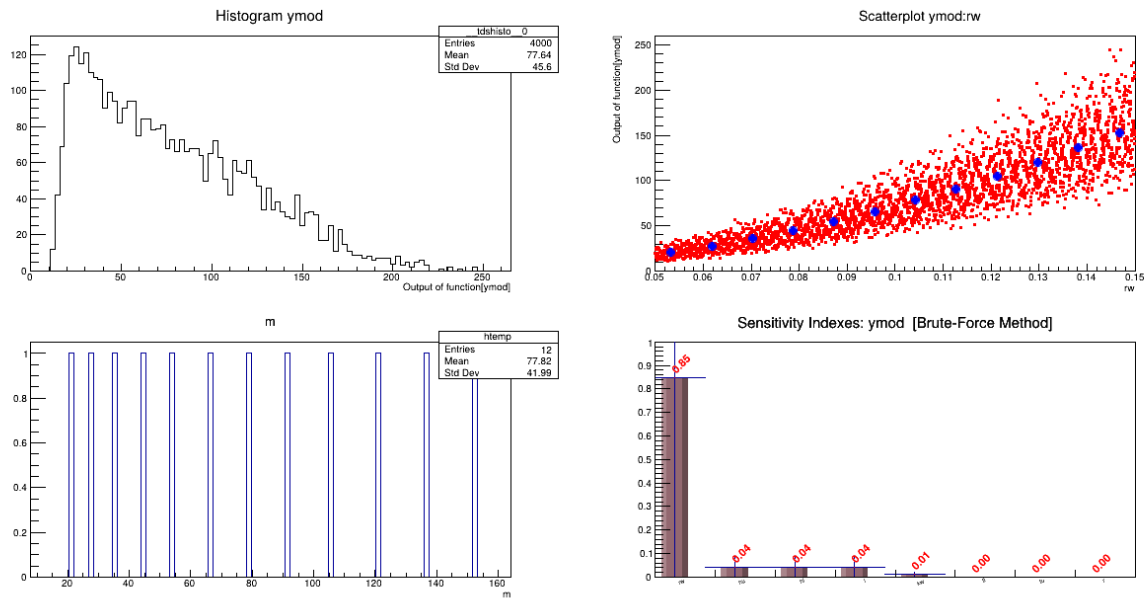 Histogram ymod
__tdshisto__0
Entries 4000
Mean 77.64
Std Dev 45.6
120
100
80
60
40
20
0
0 50 100 150 200 250
Output of function[ymod]
Scatterplot ymod:rw
Output of function[ymod]
250
200
150
100
50
0
0.05 0.06 0.07 0.08 0.09 0.1 0.11 0.12 0.13 0.14 0.15
rw
m
htemp
Entries 12
Mean 77.82
Std Dev 41.99
1
0.8
0.6
0.4
0.2
0
20 40 60 80 100 120 140 160
m
Sensitivity Indexes: ymod [Brute-Force Method]
1
0.9
0.8
0.7
0.6
0.5
0.4
0.3
0.2
0.1
0
0.85 0.04 0.04 0.04 0.01 0.00 0.00 0.00
rw